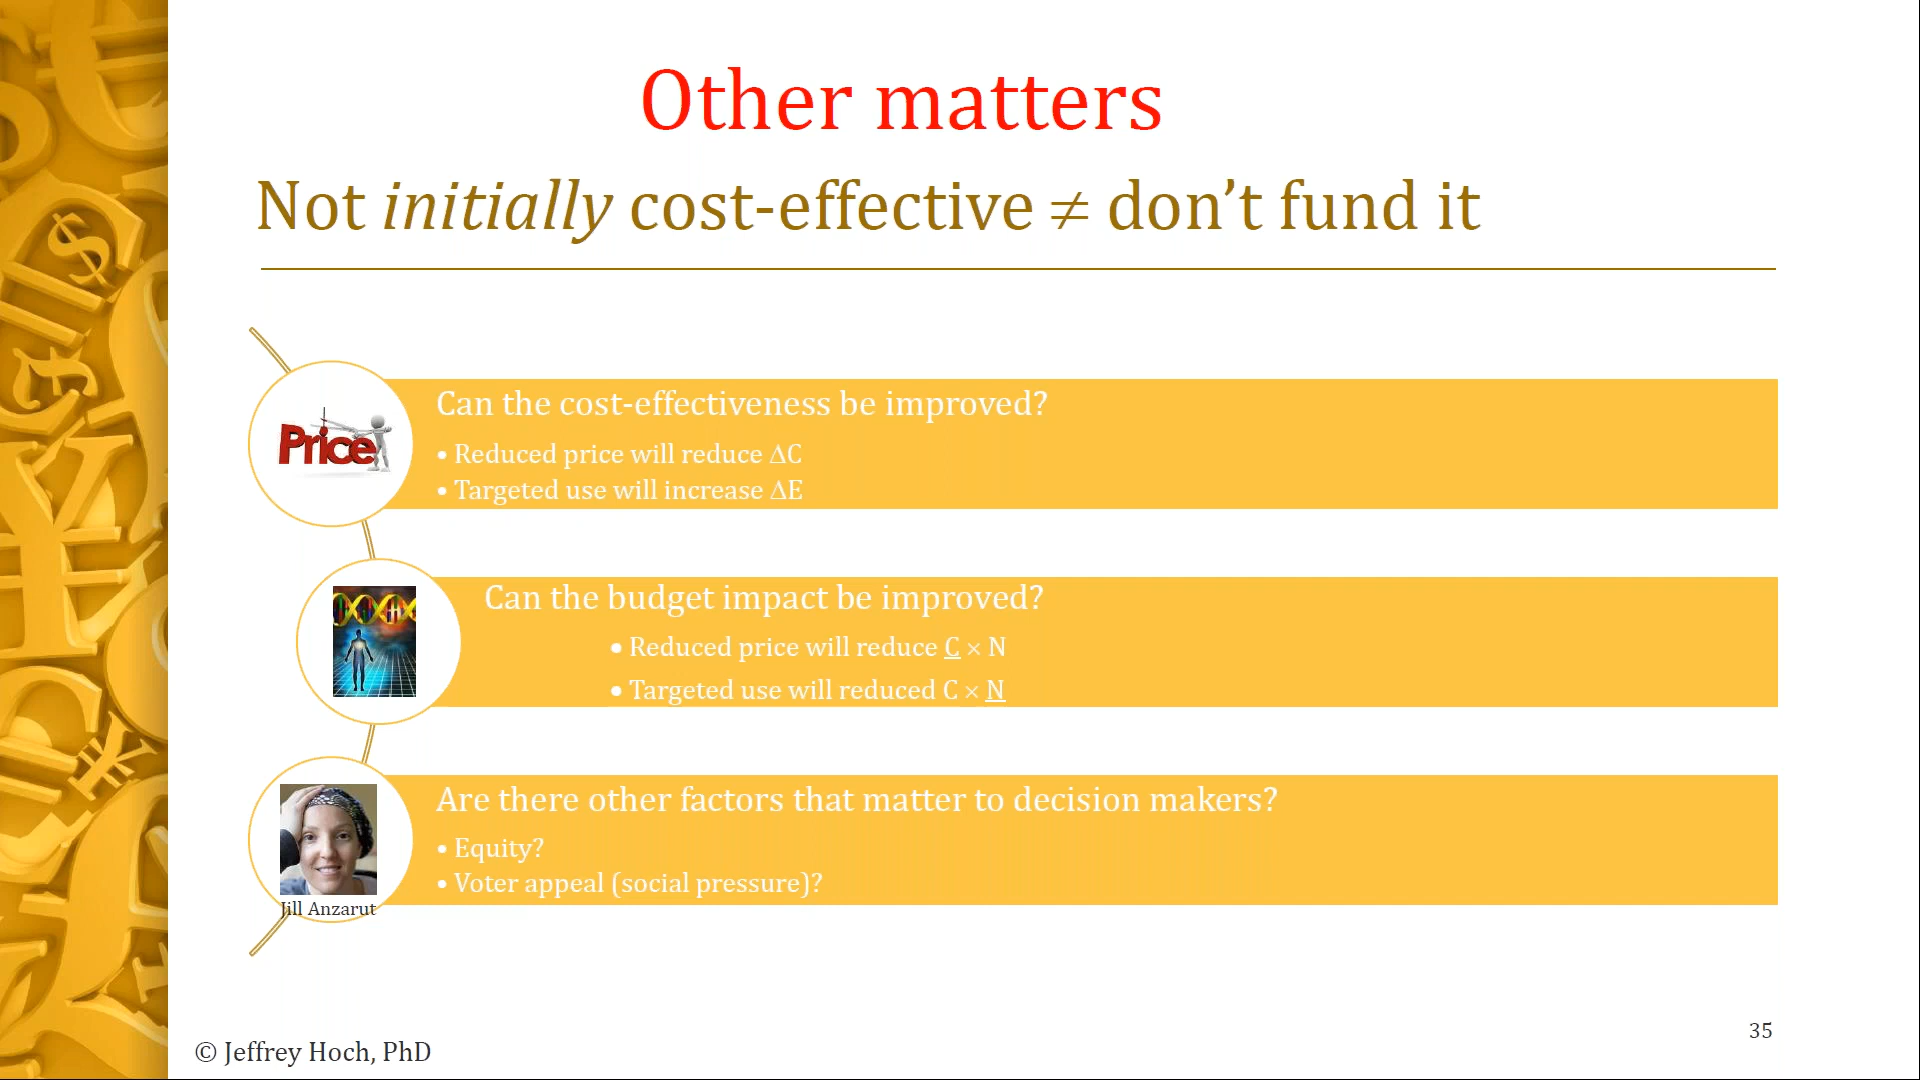 Other matters
Not initially cost-effective ≠ don’t fund it
Price
Can the cost-effectiveness be improved?
• Reduced price will reduce ΔC
• Targeted use will increase ΔE
Can the budget impact be improved?
• Reduced price will reduce C × N
• Targeted use will reduced C × N
Are there other factors that matter to decision makers?
• Equity?
• Voter appeal (social pressure)?
Jill Anzarut
35
© Jeffrey Hoch, PhD